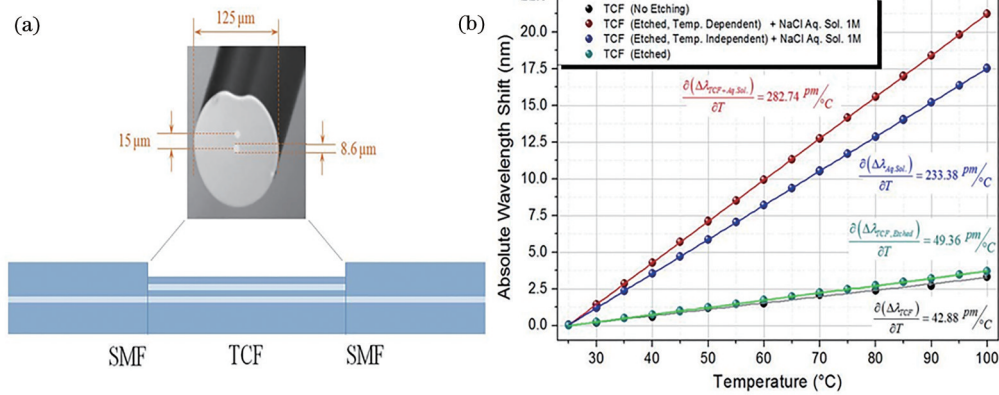 (a)
125 μm
15 μm
8.6 μm
SMF
TCF
SMF
(b)
TCF (No Etching)
TCF (Etched, Temp. Dependent) + NaCl Aq. Sol. 1M
TCF (Etched, Temp. Independent) + NaCl Aq. Sol. 1M
TCF (Etched)
Absolute Wavelength Shift (nm)
20.0
17.5
15.0
12.5
10.0
7.5
5.0
2.5
0.0
∂(Δλ_TCF+Aq.Sol.)/∂T = 282.74 pm/°C
∂(Δλ_Aq.Sol.)/∂T = 233.38 pm/°C
∂(Δλ_TCF,Etched)/∂T = 49.36 pm/°C
∂(Δλ_TCF)/∂T = 42.88 pm/°C
30 40 50 60 70 80 90 100
Temperature (°C)